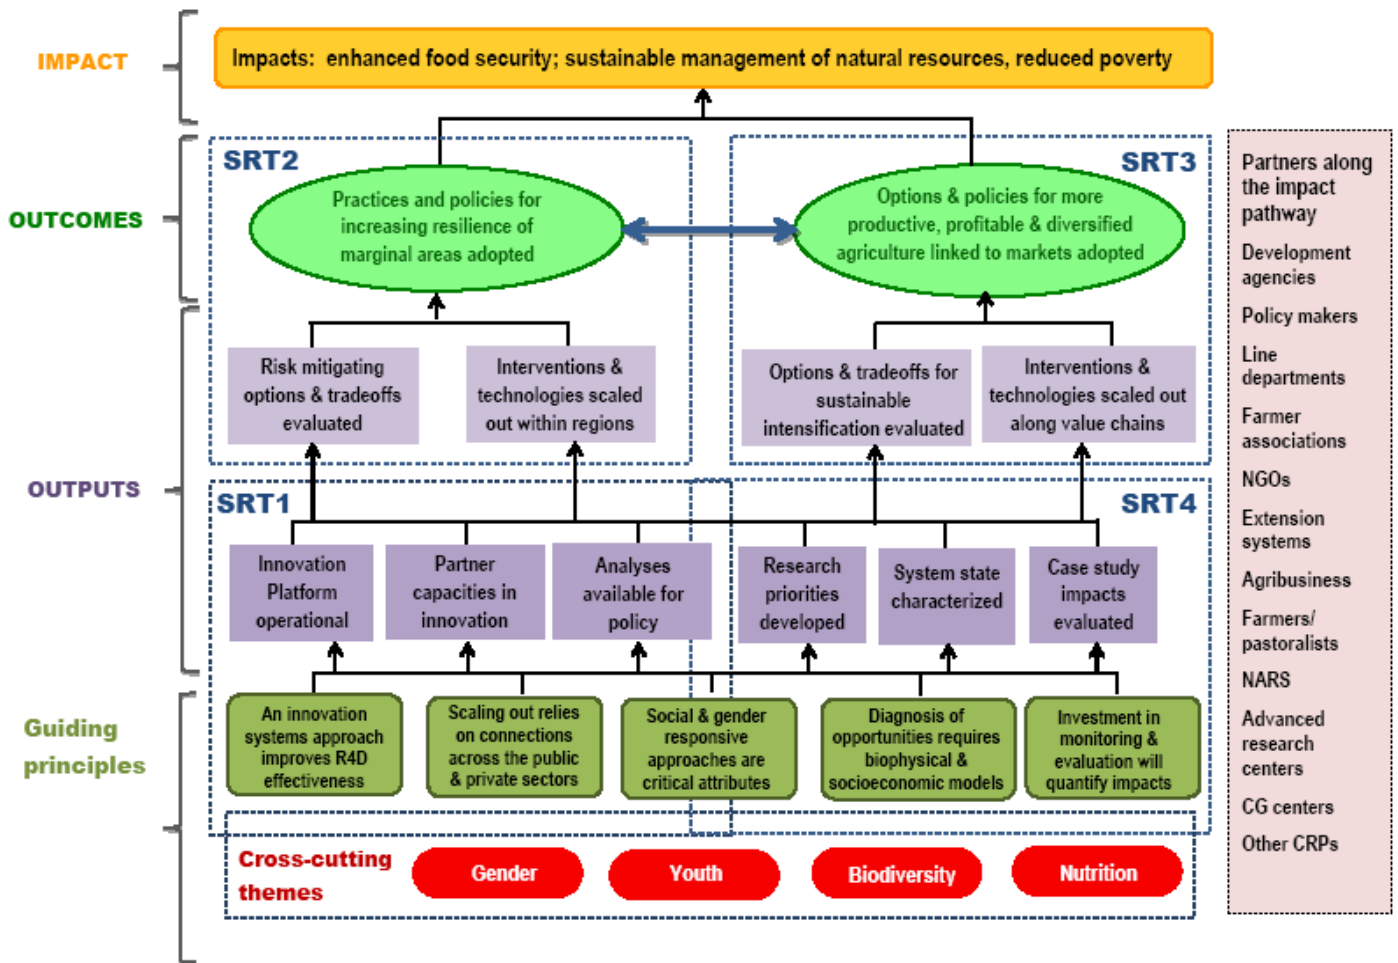 IMPACT
Impacts: enhanced food security; sustainable management of natural resources, reduced poverty
OUTCOMES
SRT2
Practices and policies for
increasing resilience of
marginal areas adopted
SRT3
Options & policies for more
productive, profitable & diversified
agriculture linked to markets adopted
OUTPUTS
Risk mitigating
options & tradeoffs
evaluated
Interventions &
technologies scaled
out within regions
Options & tradeoffs for
sustainable
intensification evaluated
Interventions &
technologies scaled out
along value chains
SRT1
SRT4
Innovation
Platform
operational
Partner
capacities in
innovation
Analyses
available for
policy
Research
priorities
developed
System state
characterized
Case study
impacts
evaluated
Guiding
principles
An innovation
systems approach
improves R4D
effectiveness
Scaling out relies
on connections
across the public
& private sectors
Social & gender
responsive
approaches are
critical attributes
Diagnosis of
opportunities requires
biophysical &
socioeconomic models
Investment in
monitoring &
evaluation will
quantify impacts
Cross-cutting
themes
Gender
Youth
Biodiversity
Nutrition
Partners along
the impact
pathway
Development
agencies
Policy makers
Line
departments
Farmer
associations
NGOs
Extension
systems
Agribusiness
Farmers/
pastoralists
NARS
Advanced
research
centers
CG centers
Other CRPs